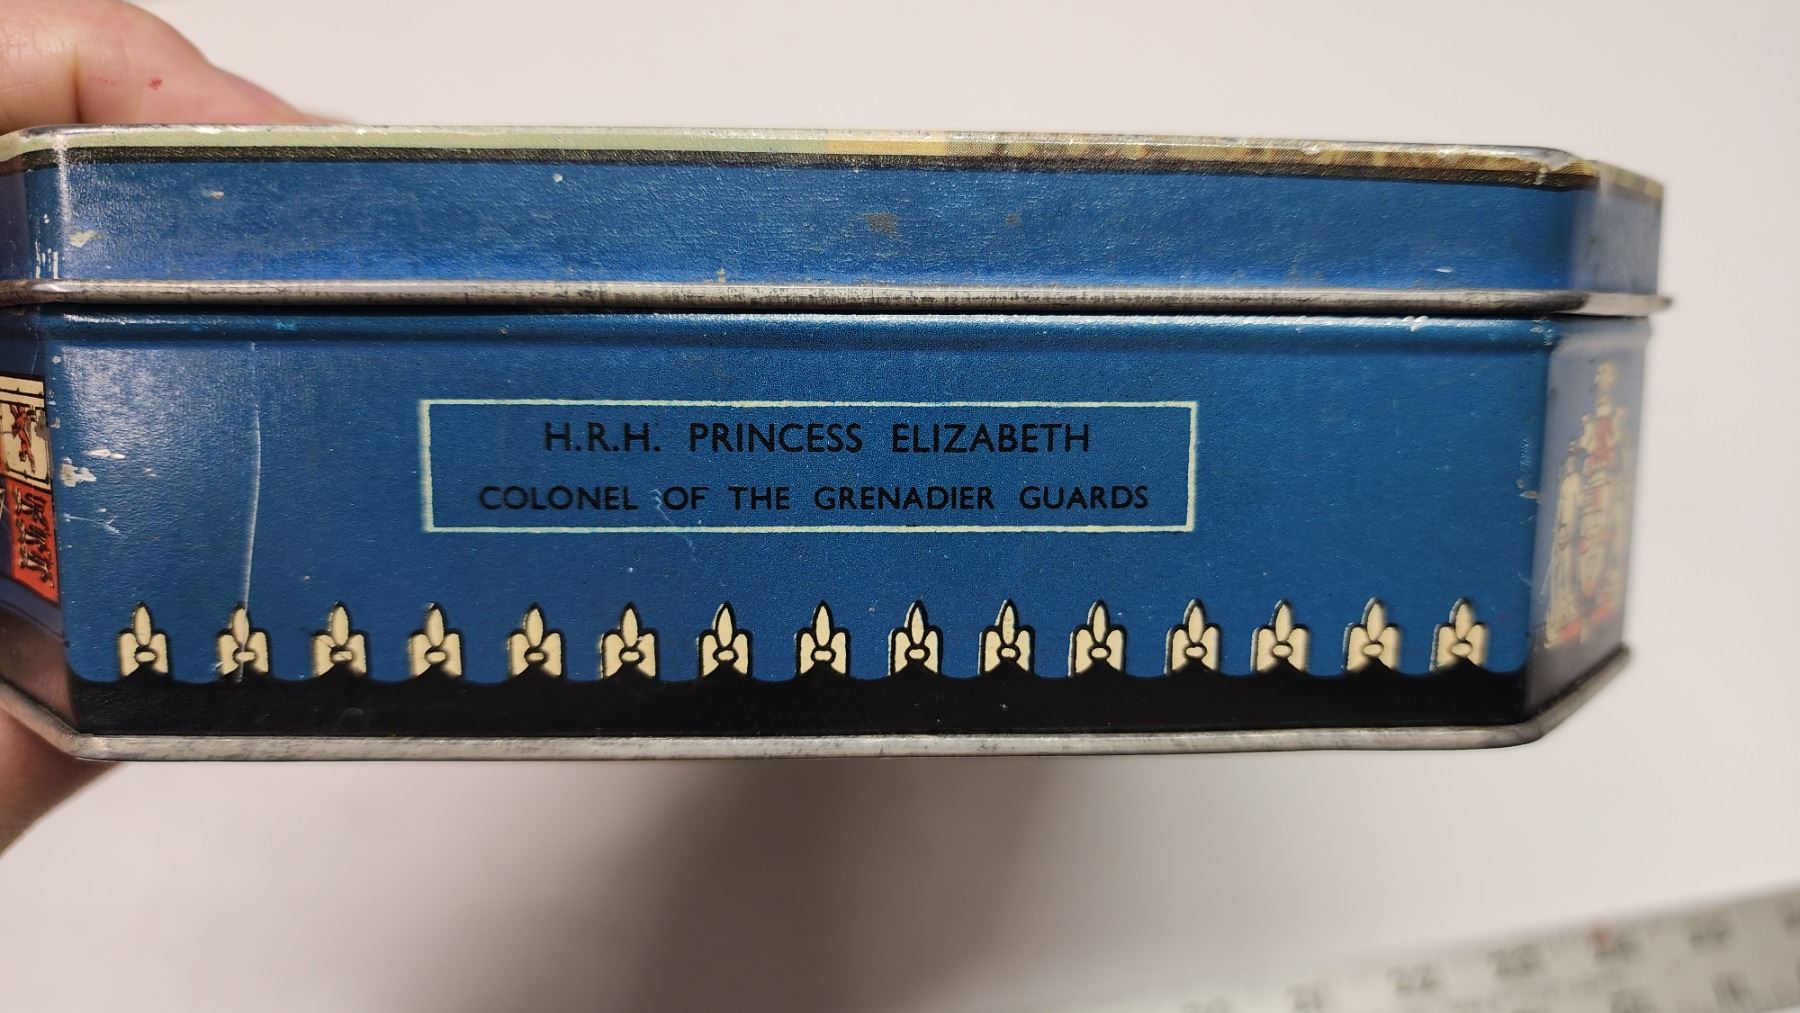 H.R.H. PRINCESS ELIZABETH
COLONEL OF THE GRENADIER GUARDS